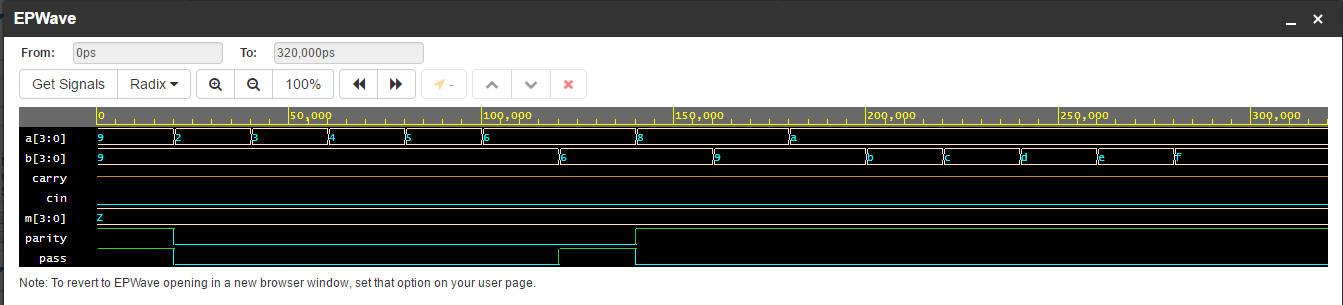 EPWave
From: 0ps To: 320,000ps
Get Signals Radix 100% -
0 50,000 100,000 150,000 200,000 250,000 300,000
a[3:0] 9 2 3 4 5 6 8 a
b[3:0] 9 6 9 b c d e f
carry
cin
m[3:0] Z
parity
pass
Note: To revert to EPWave opening in a new browser window, set that option on your user page.